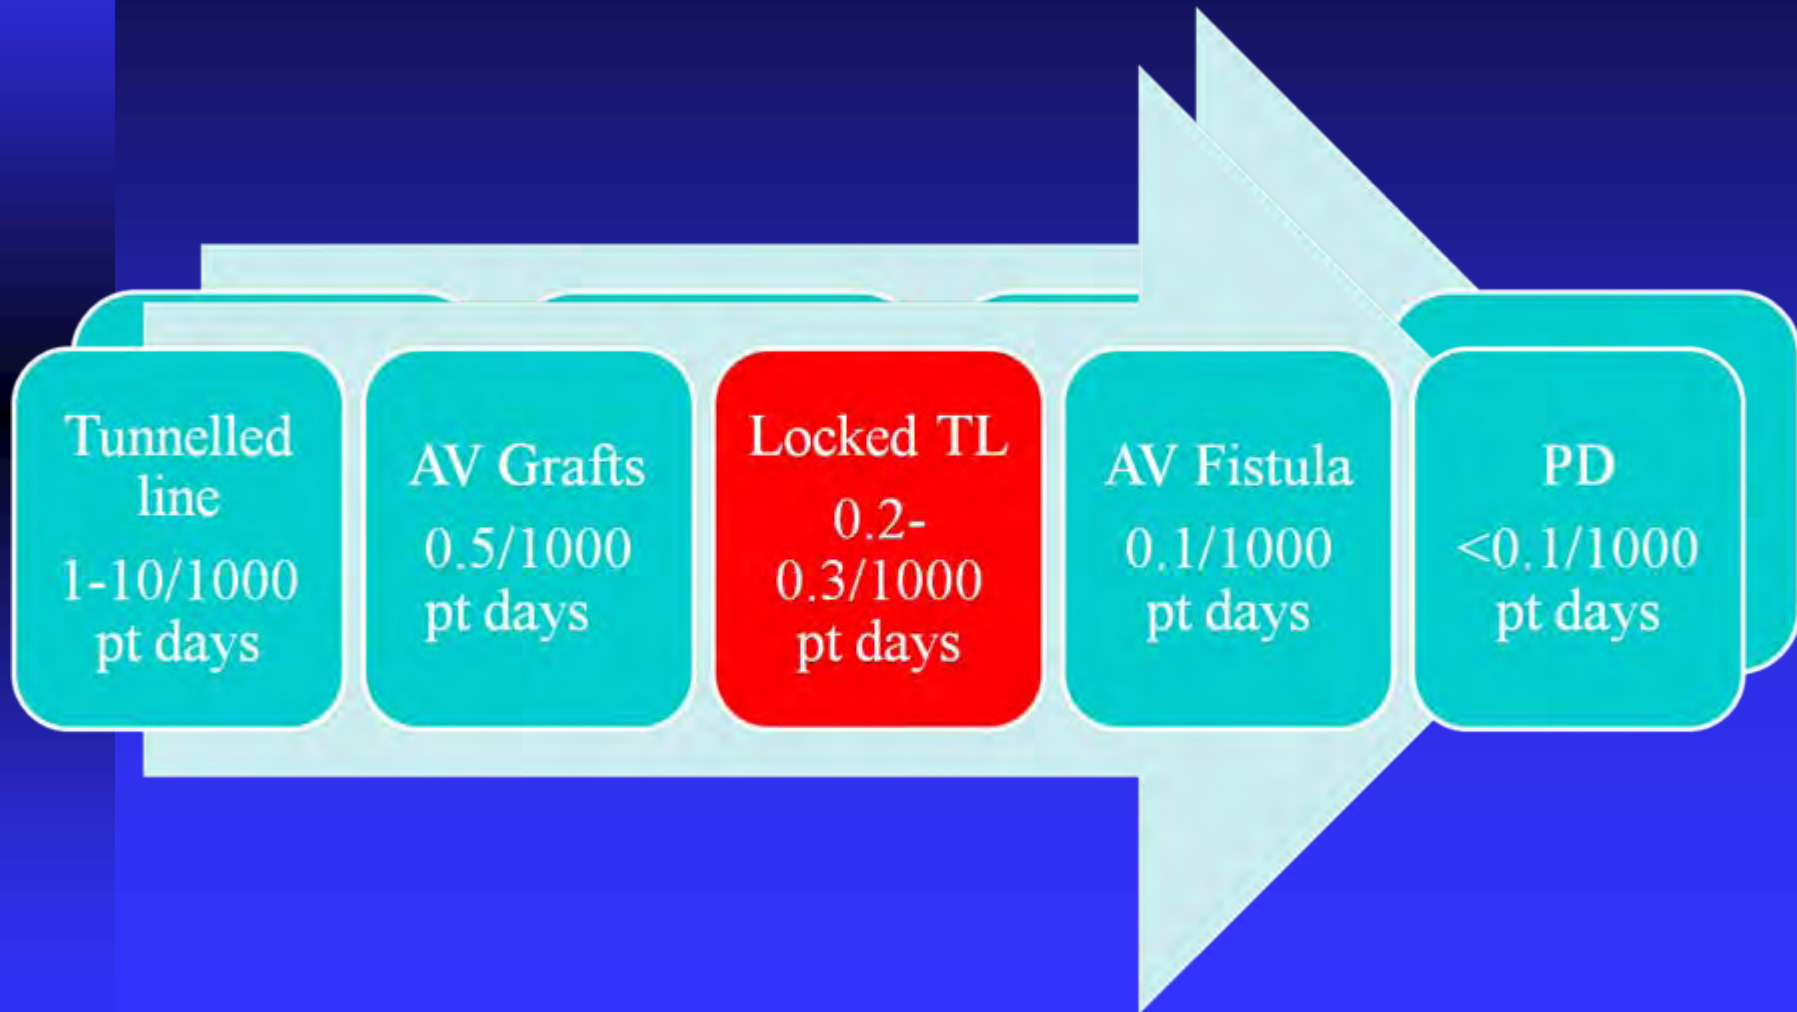 Tunnelled
line
1-10/1000
pt days
AV Grafts
0.5/1000
pt days
Locked TL
0.2-
0.3/1000
pt days
AV Fistula
0.1/1000
pt days
PD
<0.1/1000
pt days